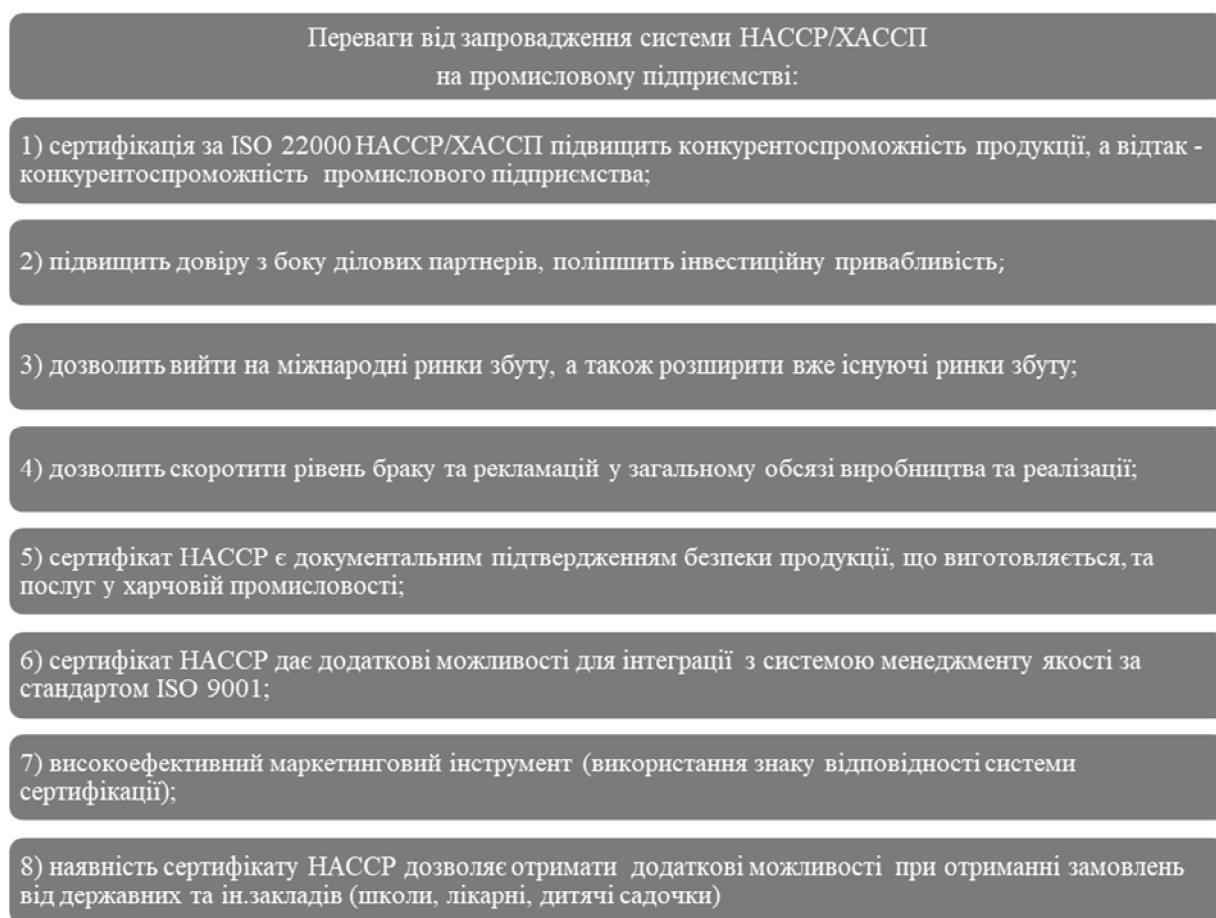 Переваги від запровадження системи НАССР/ХАССП
на промисловому підприємстві:
1) сертифікація за ISO 22000 НАССР/ХАССП підвищить конкурентоспроможність продукції, а відтак -
конкурентоспроможність промислового підприємства;
2) підвищить довіру з боку ділових партнерів, поліпшить інвестиційну привабливість;
3) дозволить вийти на міжнародні ринки збуту, а також розширити вже існуючі ринки збуту;
4) дозволить скоротити рівень браку та рекламацій у загальному обсязі виробництва та реалізації;
5) сертифікат НАССР є документальним підтвердженням безпеки продукції, що виготовляється, та
послуг у харчовій промисловості;
6) сертифікат НАССР дає додаткові можливості для інтеграції з системою менеджменту якості за
стандартом ISO 9001;
7) високоефективний маркетинговий інструмент (використання знаку відповідності системи
сертифікації);
8) наявність сертифікату НАССР дозволяє отримати додаткові можливості при отриманні замовлень
від державних та ін.закладів (школи, лікарні, дитячі садочки)